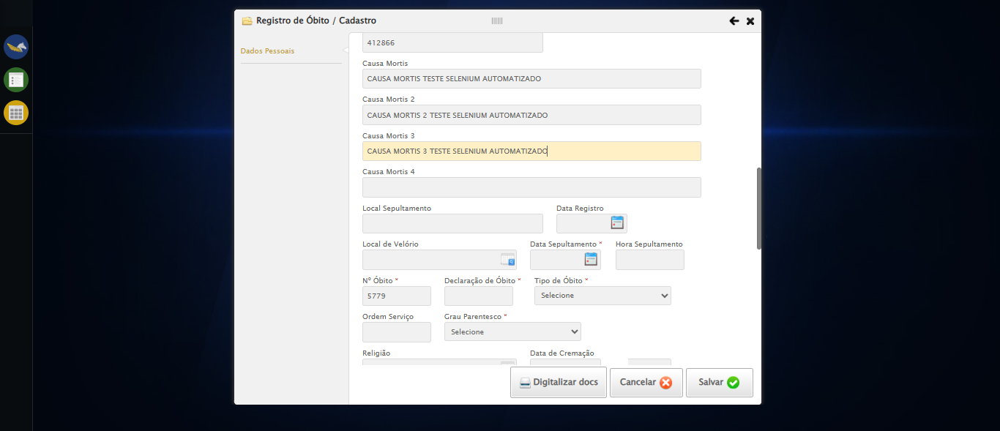 Registro de Óbito / Cadastro
Dados Pessoais
412866
Causa Mortis
CAUSA MORTIS TESTE SELENIUM AUTOMATIZADO
Causa Mortis 2
CAUSA MORTIS 2 TESTE SELENIUM AUTOMATIZADO
Causa Mortis 3
CAUSA MORTIS 3 TESTE SELENIUM AUTOMATIZADO
Causa Mortis 4
Local Sepultamento Data Registro
Local de Velório Data Sepultamento * Hora Sepultamento
Nº Óbito * Declaração de Óbito * Tipo de Óbito *
5779 Selecione
Ordem Serviço Grau Parentesco *
Selecione
Religião Data de Cremação
Digitalizar docs Cancelar Salvar